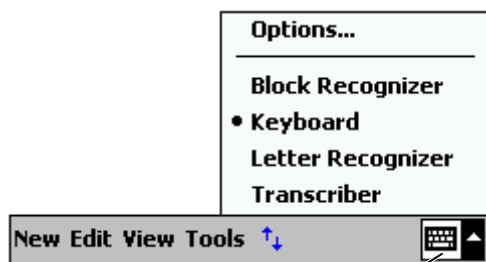 Options...
Block Recognizer
Keyboard
Letter Recognizer
Transcriber
New Edit View Tools